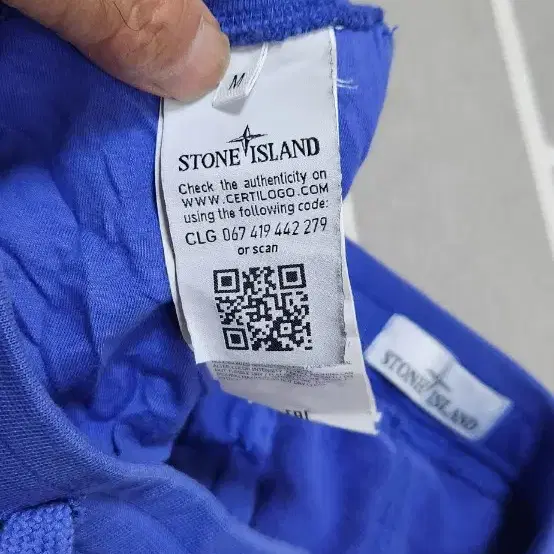 M
STONE ISLAND
Check the authenticity on
WWW.CERTILOGO.COM
using the following code:
CLG 067 419 442 279
or scan
STONE ISLAND